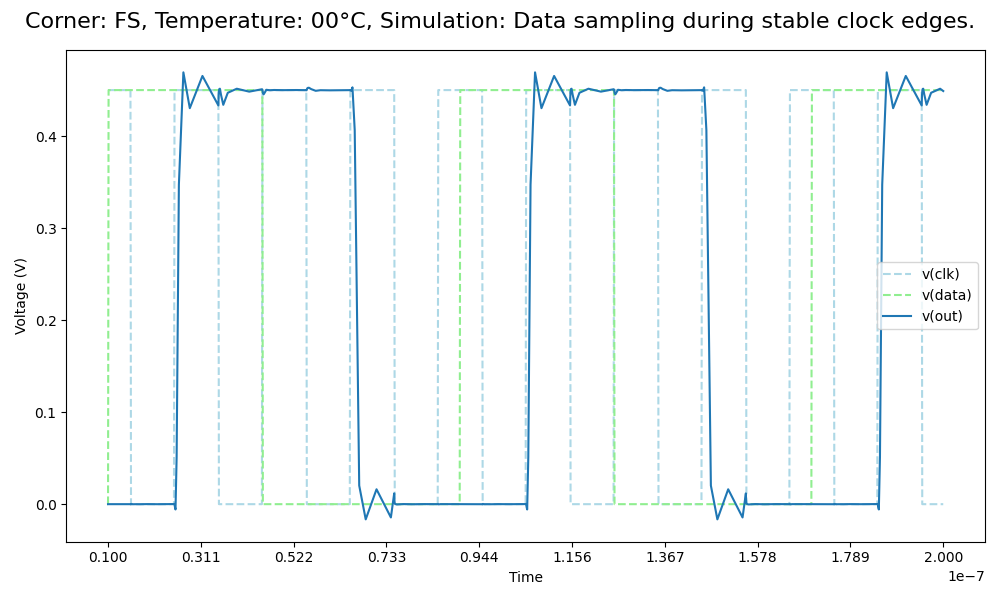 Corner: FS, Temperature: 00°C, Simulation: Data sampling during stable clock edges.
Voltage (V)
0.4
0.3
0.2
0.1
0.0
v(clk)
v(data)
v(out)
0.100 0.311 0.522 0.733 0.944 1.156 1.367 1.578 1.789 2.000
1e−7
Time